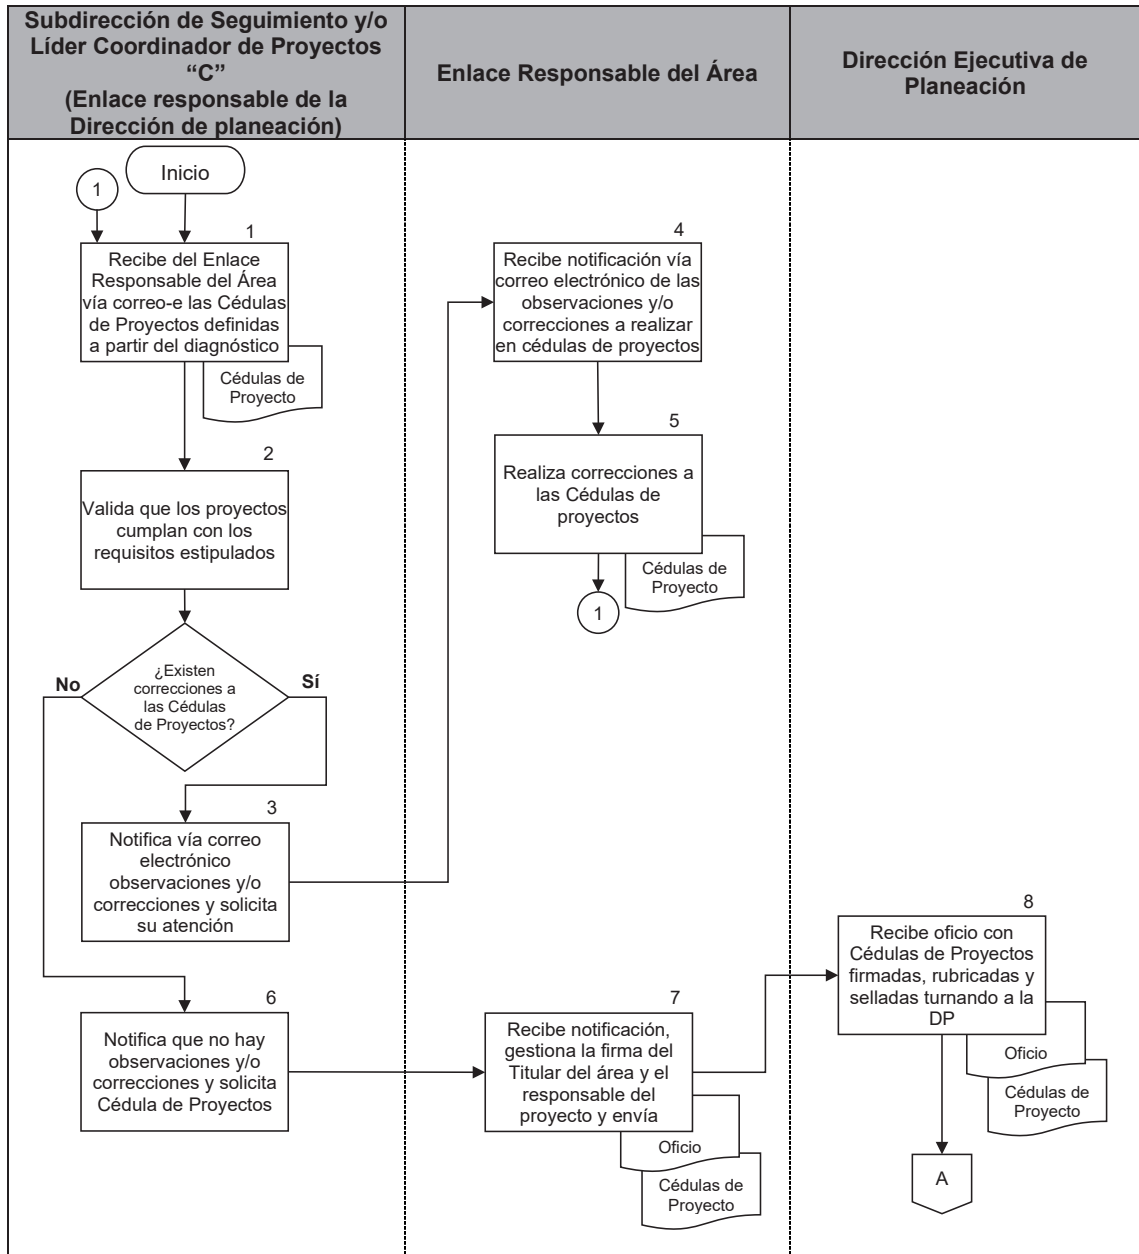 Subdirección de Seguimiento y/o
Líder Coordinador de Proyectos
“C”
(Enlace responsable de la
Dirección de planeación)
Enlace Responsable del Área
Dirección Ejecutiva de
Planeación
Inicio
1
1
Recibe del Enlace
Responsable del Área
vía correo-e las Cédulas
de Proyectos definidas
a partir del diagnóstico
Cédulas de
Proyecto
2
Valida que los proyectos
cumplan con los
requisitos estipulados
¿Existen
correcciones a
las Cédulas
de Proyectos?
No
Sí
3
Notifica vía correo
electrónico
observaciones y/o
correcciones y solicita
su atención
4
Recibe notificación vía
correo electrónico de las
observaciones y/o
correcciones a realizar
en cédulas de proyectos
5
Realiza correcciones a
las Cédulas de
proyectos
Cédulas de
Proyecto
1
6
Notifica que no hay
observaciones y/o
correcciones y solicita
Cédula de Proyectos
7
Recibe notificación,
gestiona la firma del
Titular del área y el
responsable del
proyecto y envía
Oficio
Cédulas de
Proyecto
8
Recibe oficio con
Cédulas de Proyectos
firmadas, rubricadas y
selladas turnando a la
DP
Oficio
Cédulas de
Proyecto
A